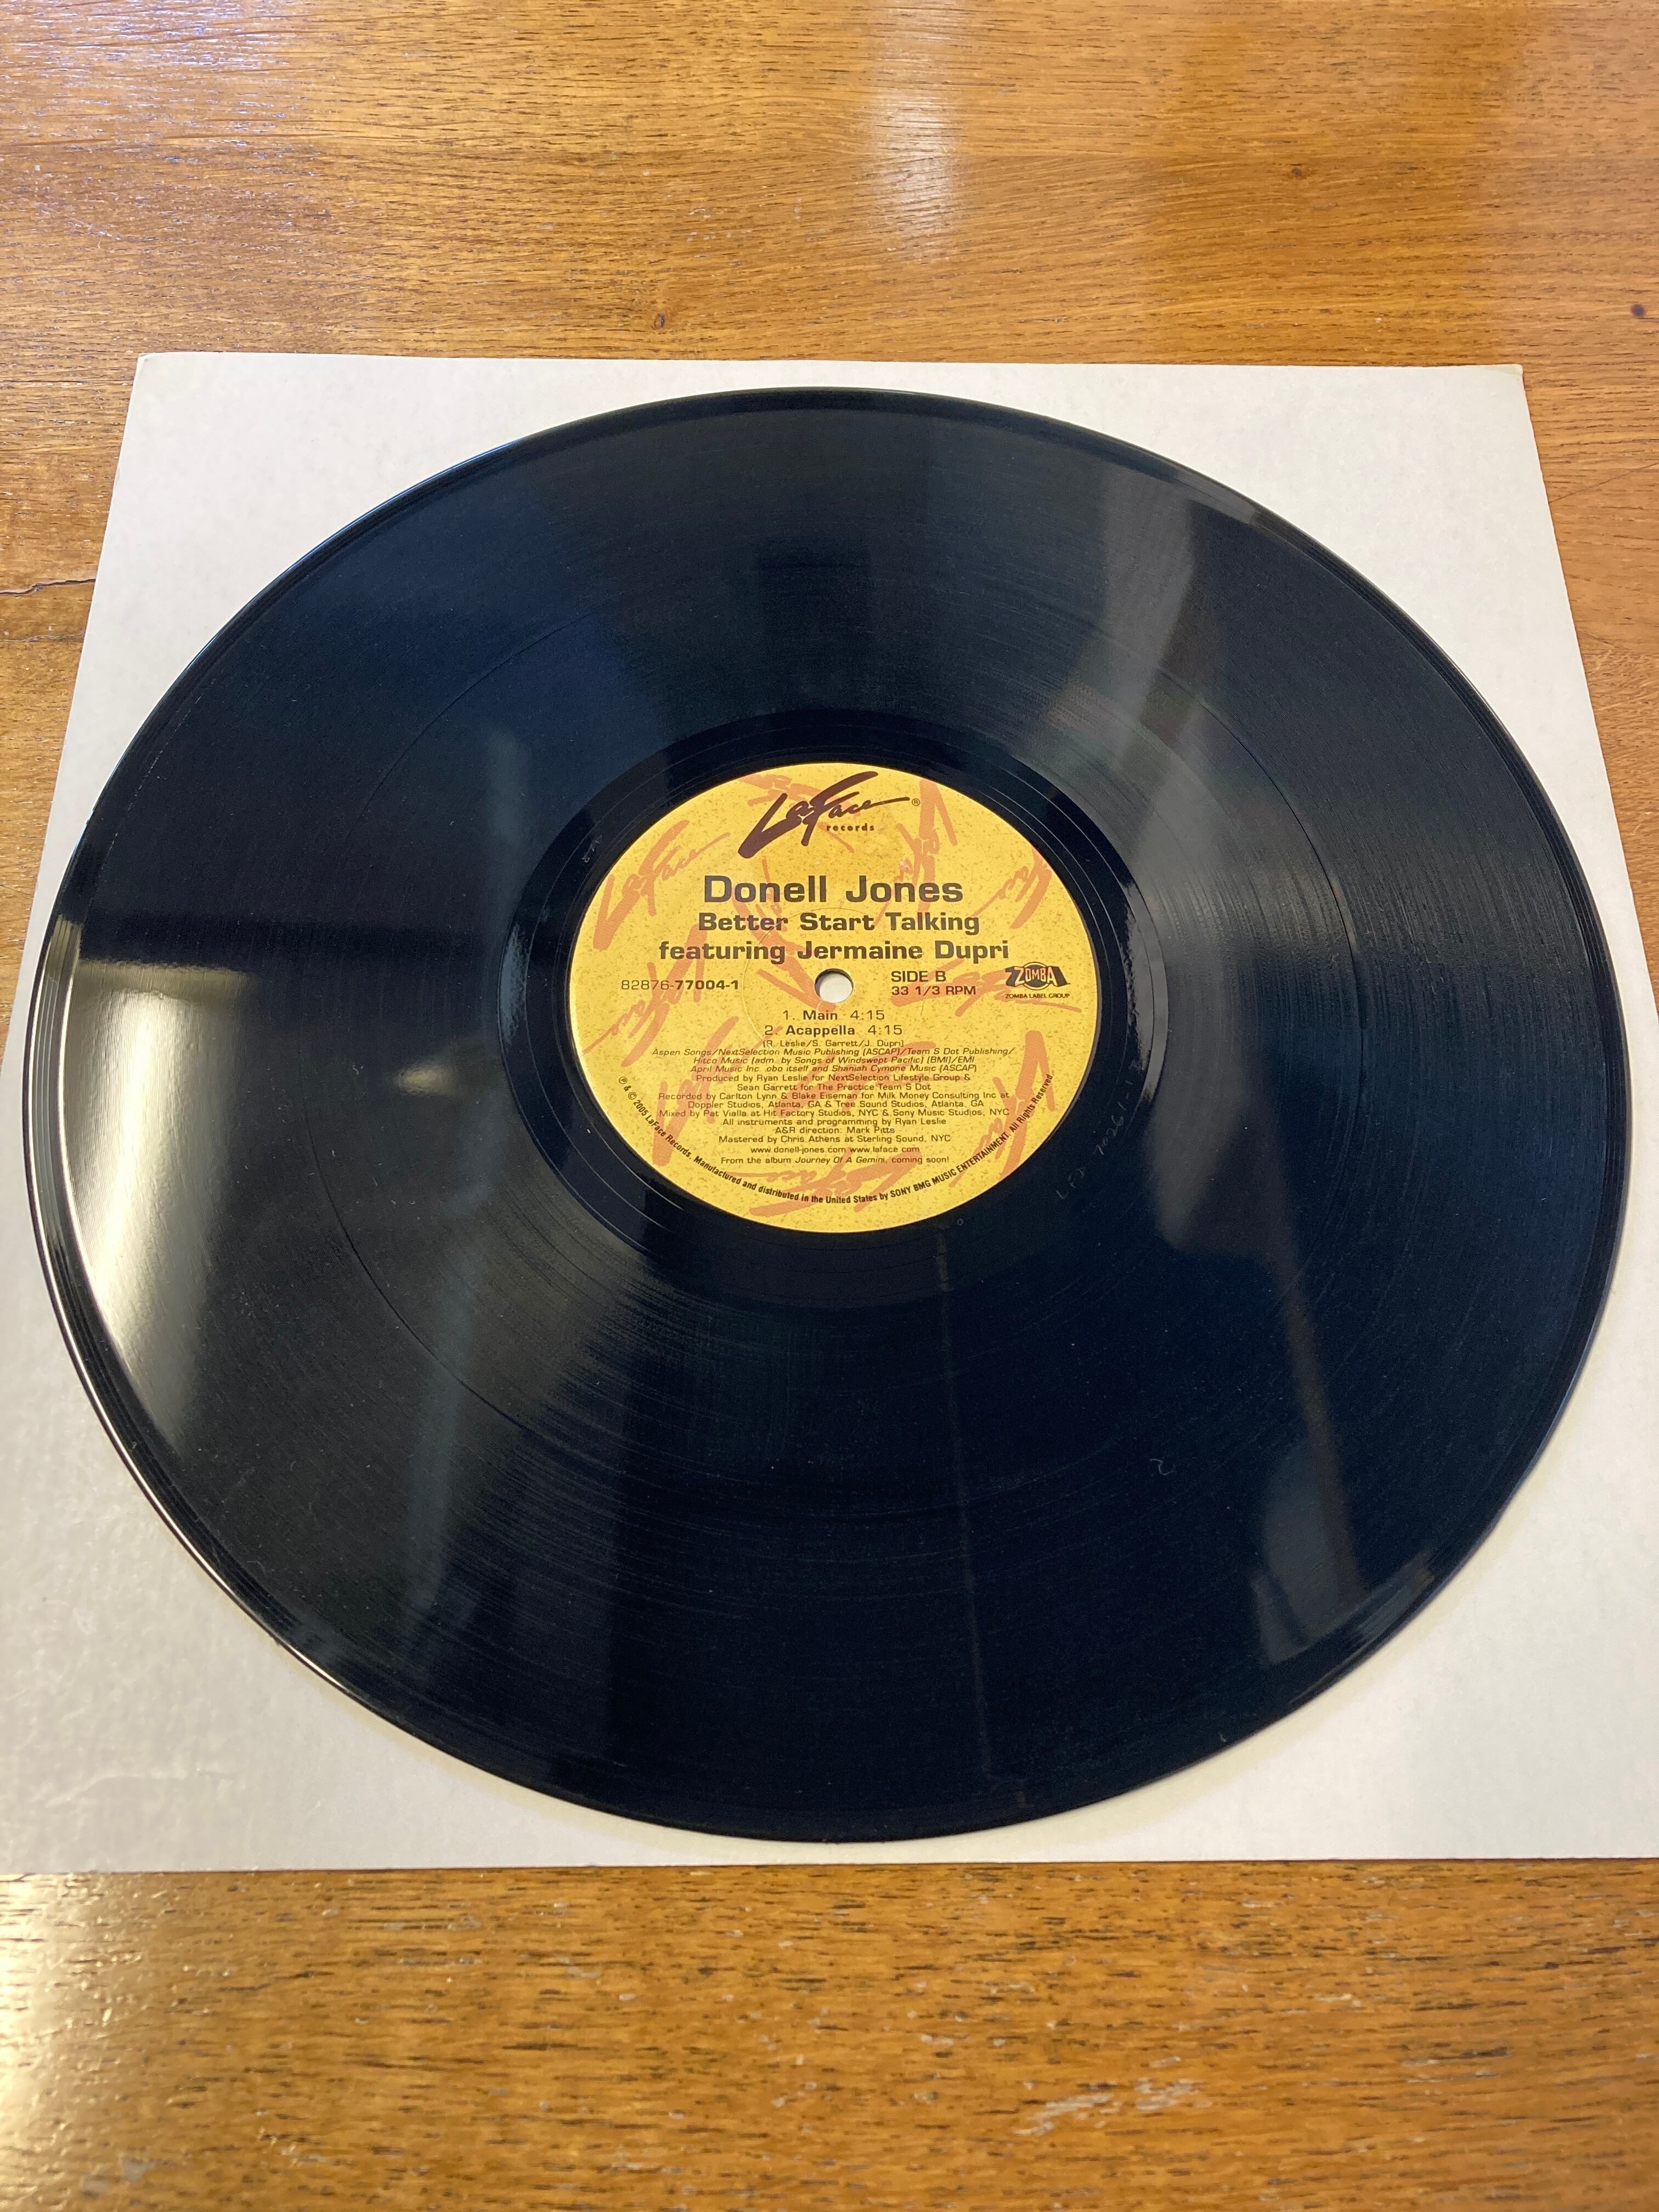 LaFace ®
records
Donell Jones
Better Start Talking
featuring Jermaine Dupri
82876-77004-1
SIDE B
33 1/3 RPM
ZOMBA
ZOMBA LABEL GROUP
1. Main 4:15
2. Acappella 4:15
(R. Leslie/S. Garrett/J. Dupri)
Aspen Songs/NextSelection Music Publishing (ASCAP)/Team S Dot Publishing/
Hitco Music (adm. by Songs of Windswept Pacific) (BMI)/EMI
April Music Inc. obo itself and Shaniah Cymone Music (ASCAP)
Produced by Ryan Leslie for NextSelection Lifestyle Group &
Sean Garrett for The Practice/Team S Dot
Recorded by Carlton Lynn & Blake Eiseman for Milk Money Consulting Inc at
Doppler Studios, Atlanta, GA & Tree Sound Studios, Atlanta, GA
Mixed by Pat Vialla at Hit Factory Studios, NYC & Sony Music Studios, NYC
All instruments and programming by Ryan Leslie
A&R direction: Mark Pitts
Mastered by Chris Athens at Sterling Sound, NYC
www.donell-jones.com www.laface.com
From the album Journey Of A Gemini, coming soon!
℗ & © 2005 LaFace Records. Manufactured and distributed in the United States by SONY BMG MUSIC ENTERTAINMENT. All Rights Reserved.